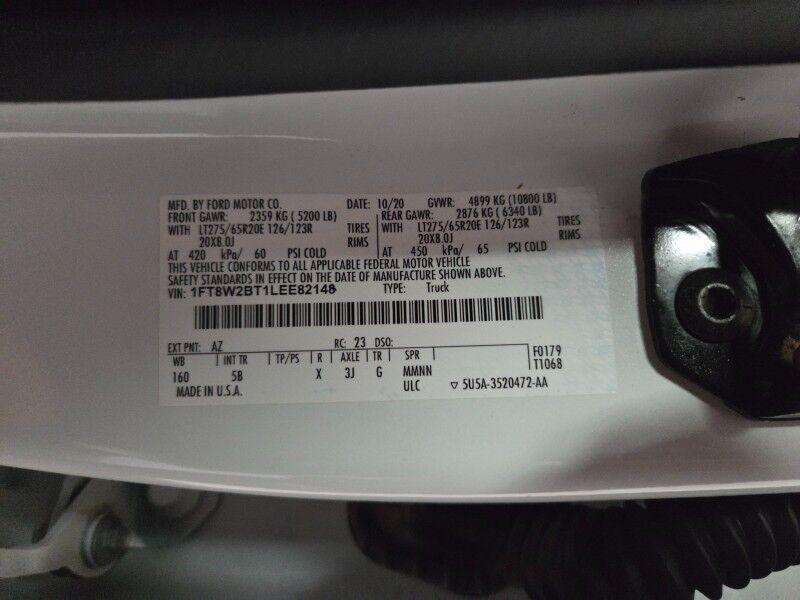 MFD. BY FORD MOTOR CO. DATE: 10/20 GVWR: 4899 KG (10800 LB)
FRONT GAWR: 2359 KG ( 5200 LB) REAR GAWR: 2876 KG ( 6340 LB)
WITH LT275/65R20E 126/123R TIRES WITH LT275/65R20E 126/123R TIRES
20X8.0J RIMS 20X8.0J RIMS
AT 420 kPa/ 60 PSI COLD AT 450 kPa/ 65 PSI COLD
THIS VEHICLE CONFORMS TO ALL APPLICABLE FEDERAL MOTOR VEHICLE
SAFETY STANDARDS IN EFFECT ON THE DATE OF MANUFACTURE SHOWN ABOVE.
VIN: 1FT8W2BT1LEE82148 TYPE: Truck
EXT PNT: AZ RC: 23 DSO:
WB INT TR TP/PS R AXLE TR SPR F0179
160 5B X 3J G MMNN T1068
MADE IN U.S.A. ULC ▽ 5U5A-3520472-AA